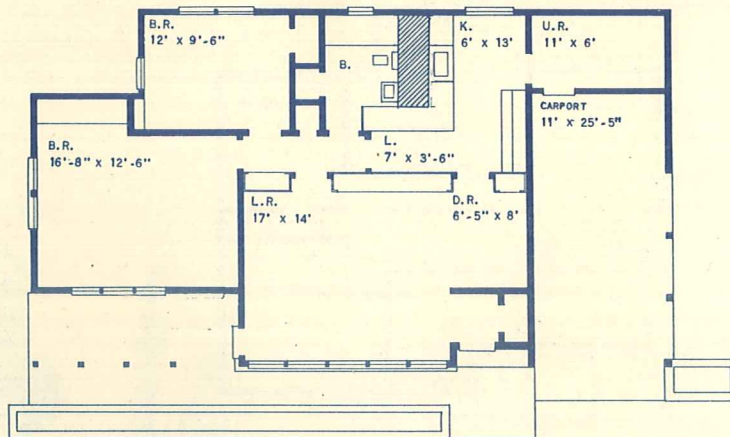 B.R.
12' x 9'-6"
B.
K.
6' x 13'
U.R.
11' x 6'
CARPORT
11' x 25'-5"
B.R.
16'-8" x 12'-6"
L.
7' x 3'-6"
L.R.
17' x 14'
D.R.
6'-5" x 8'